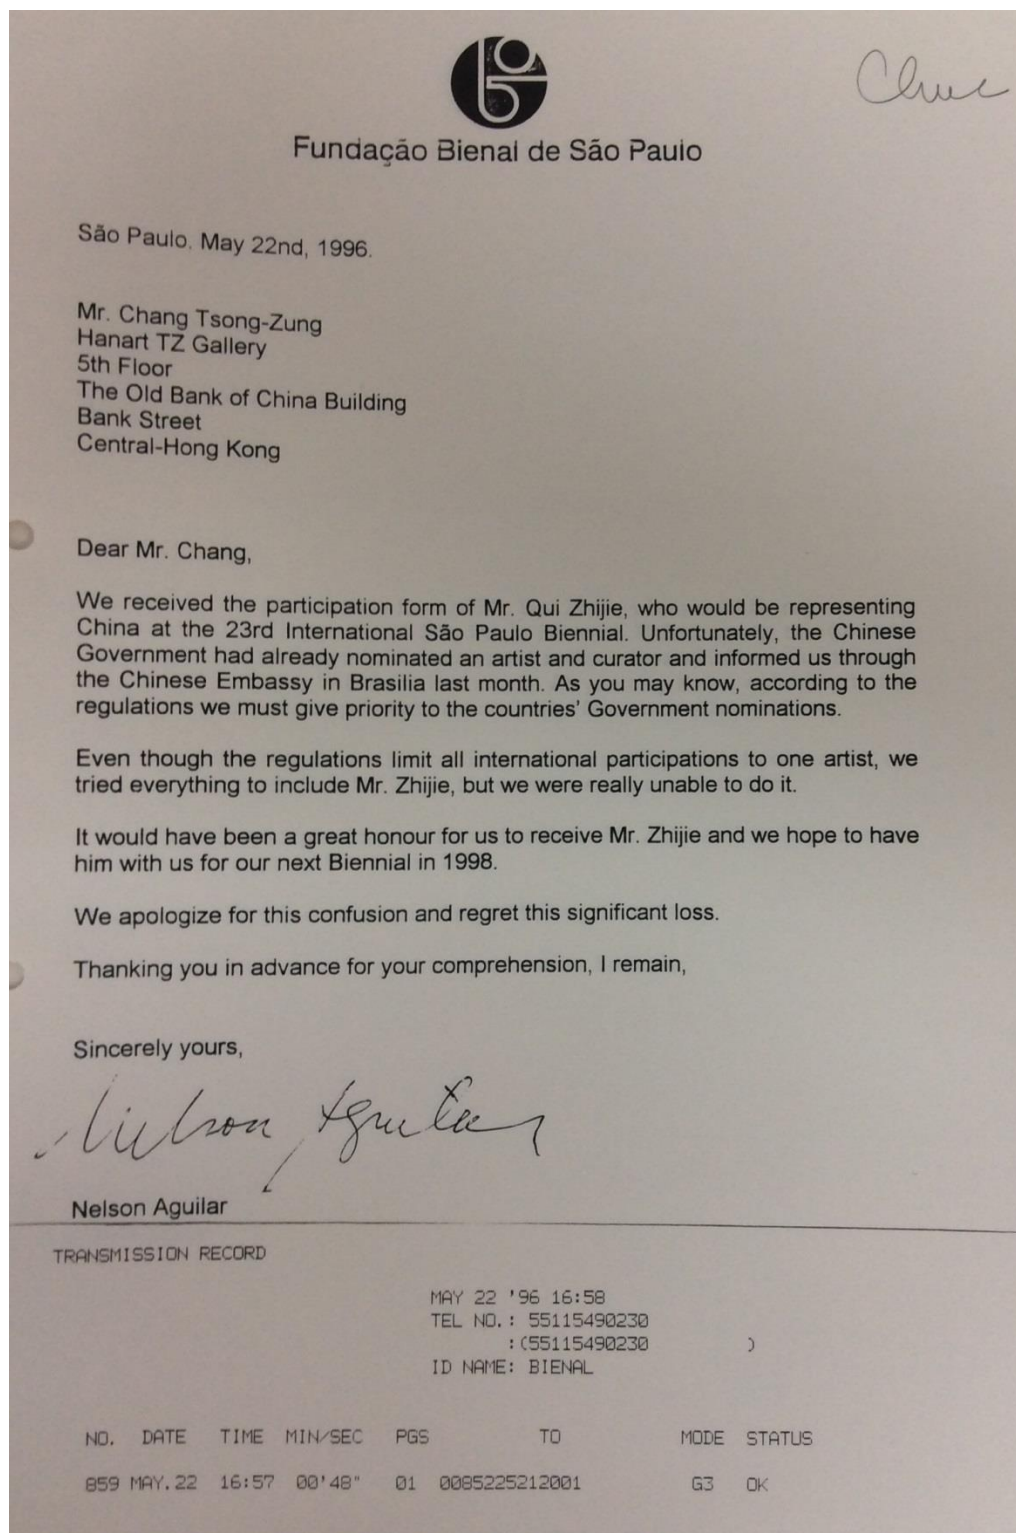 Fundação Bienal de São Paulo
São Paulo, May 22nd, 1996.
Mr. Chang Tsong-Zung
Hanart TZ Gallery
5th Floor
The Old Bank of China Building
Bank Street
Central-Hong Kong
Dear Mr. Chang,
We received the participation form of Mr. Qui Zhijie, who would be representing
China at the 23rd International São Paulo Biennial. Unfortunately, the Chinese
Government had already nominated an artist and curator and informed us through
the Chinese Embassy in Brasilia last month. As you may know, according to the
regulations we must give priority to the countries' Government nominations.
Even though the regulations limit all international participations to one artist, we
tried everything to include Mr. Zhijie, but we were really unable to do it.
It would have been a great honour for us to receive Mr. Zhijie and we hope to have
him with us for our next Biennial in 1998.
We apologize for this confusion and regret this significant loss.
Thanking you in advance for your comprehension, I remain,
Sincerely yours,
Nelson Aguilar
Nelson Aguilar
TRANSMISSION RECORD
MAY 22 '96 16:58
TEL NO.: 55115490230
:(55115490230 )
ID NAME: BIENAL
NO. DATE TIME MIN/SEC PGS TO MODE STATUS
859 MAY.22 16:57 00'48" 01 0085225212001 G3 OK